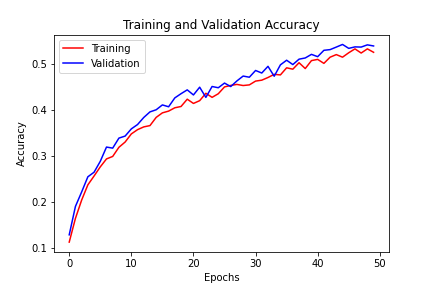 Training and Validation Accuracy
Training
Validation
Accuracy
0.5
0.4
0.3
0.2
0.1
0 10 20 30 40 50
Epochs